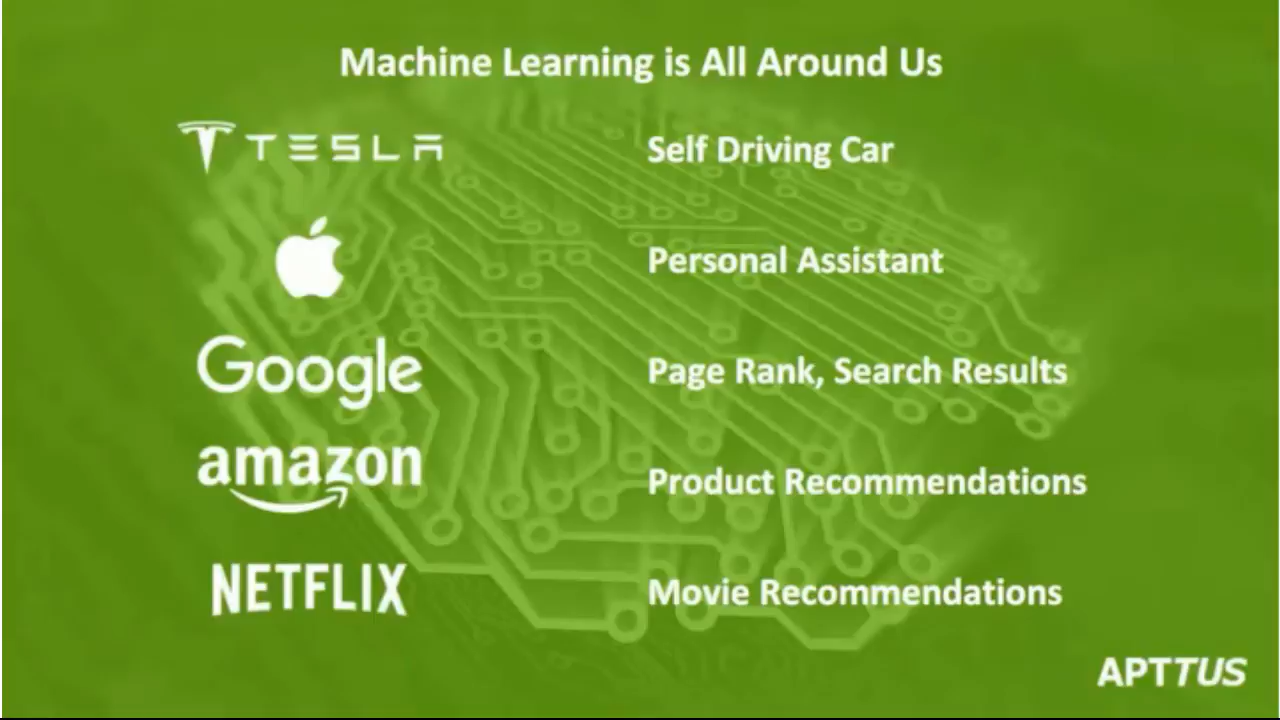 Machine Learning is All Around Us
TESLA Self Driving Car
Personal Assistant
Google Page Rank, Search Results
amazon Product Recommendations
NETFLIX Movie Recommendations
APTTUS